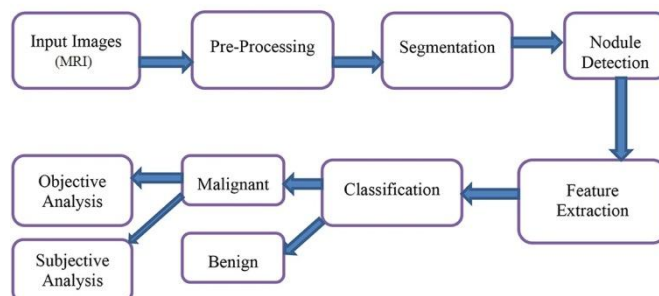 Input Images
(MRI)
Pre-Processing
Segmentation
Nodule
Detection
Feature
Extraction
Classification
Malignant
Benign
Objective
Analysis
Subjective
Analysis